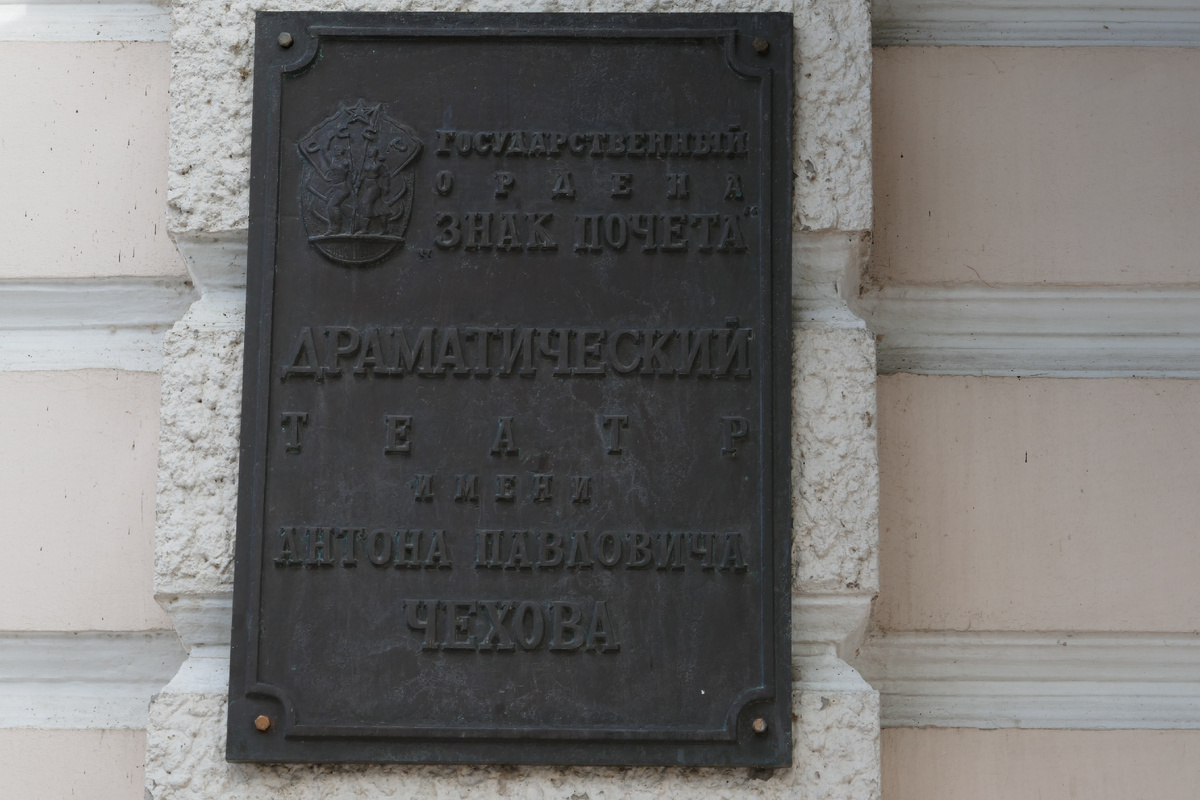 ГОСУДАРСТВЕННЫЙ
ОРДЕНА
„ЗНАК ПОЧЕТА“
ДРАМАТИЧЕСКИЙ
ТЕАТР
ИМЕНИ
АНТОНА ПАВЛОВИЧА
ЧЕХОВА